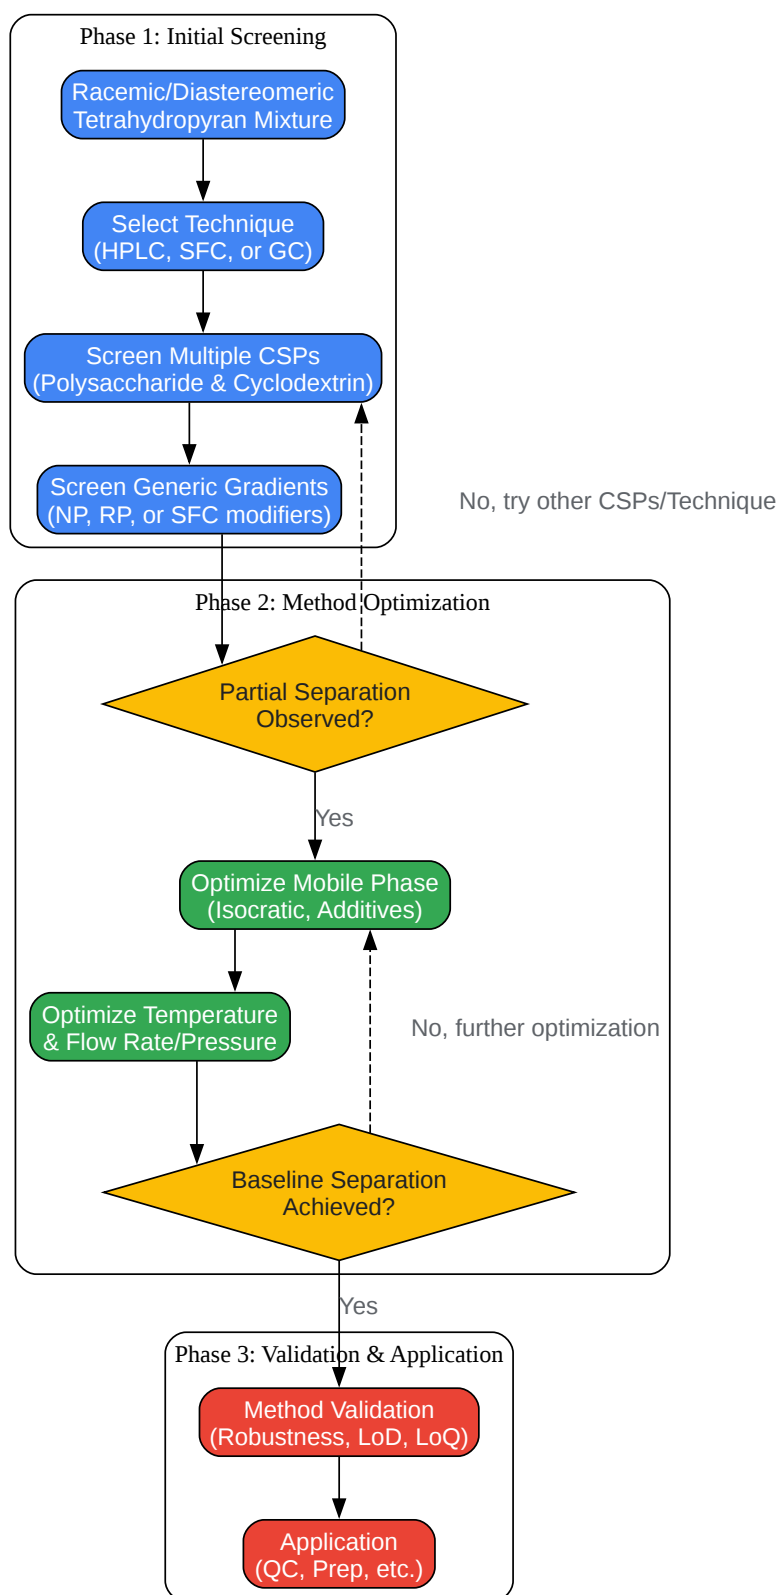 Phase 1: Initial Screening
Racemic/Diastereomeric
Tetrahydropyran Mixture
Select Technique
(HPLC, SFC, or GC)
Screen Multiple CSPs
(Polysaccharide & Cyclodextrin)
Screen Generic Gradients
(NP, RP, or SFC modifiers)
No, try other CSPs/Technique
Phase 2: Method Optimization
Partial Separation
Observed?
Yes
Optimize Mobile Phase
(Isocratic, Additives)
Optimize Temperature
& Flow Rate/Pressure
No, further optimization
Baseline Separation
Achieved?
Yes
Phase 3: Validation & Application
Method Validation
(Robustness, LoD, LoQ)
Application
(QC, Prep, etc.)